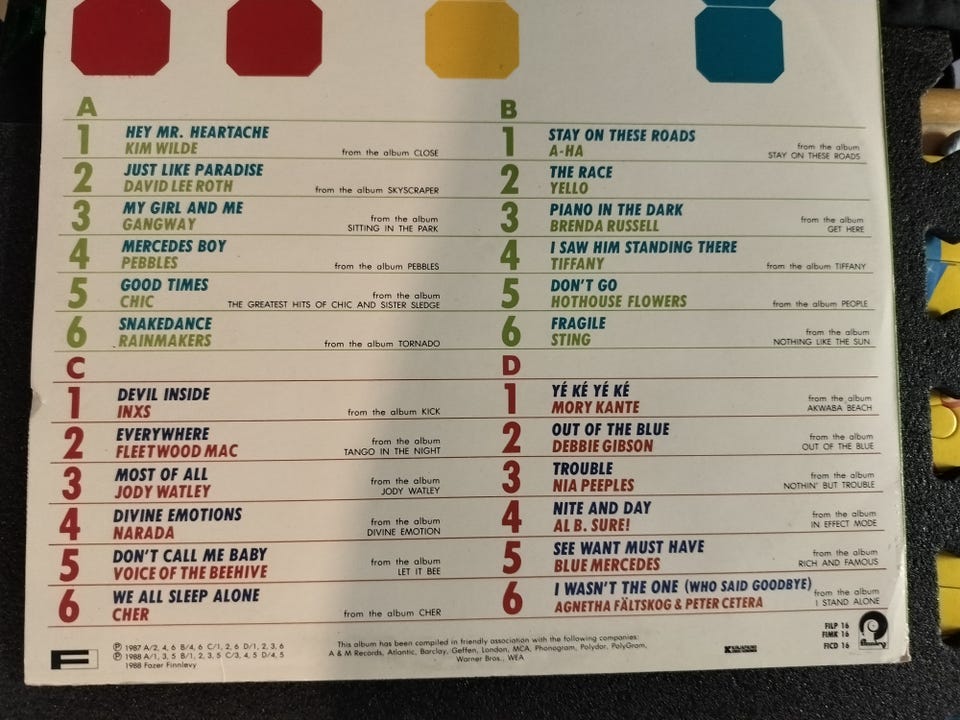 A
1 HEY MR. HEARTACHE
KIM WILDE from the album CLOSE
2 JUST LIKE PARADISE
DAVID LEE ROTH from the album SKYSCRAPER
3 MY GIRL AND ME
GANGWAY from the album
SITTING IN THE PARK
4 MERCEDES BOY
PEBBLES from the album PEBBLES
5 GOOD TIMES
CHIC from the album
THE GREATEST HITS OF CHIC AND SISTER SLEDGE
6 SNAKEDANCE
RAINMAKERS from the album TORNADO
B
1 STAY ON THESE ROADS
A-HA from the album
STAY ON THESE ROADS
2 THE RACE
YELLO
3 PIANO IN THE DARK
BRENDA RUSSELL from the album
GET HERE
4 I SAW HIM STANDING THERE
TIFFANY from the album TIFFANY
5 DON'T GO
HOTHOUSE FLOWERS from the album PEOPLE
6 FRAGILE
STING from the album
NOTHING LIKE THE SUN
C
1 DEVIL INSIDE
INXS from the album KICK
2 EVERYWHERE
FLEETWOOD MAC from the album
TANGO IN THE NIGHT
3 MOST OF ALL
JODY WATLEY from the album
JODY WATLEY
4 DIVINE EMOTIONS
NARADA from the album
DIVINE EMOTION
5 DON'T CALL ME BABY
VOICE OF THE BEEHIVE from the album
LET IT BEE
6 WE ALL SLEEP ALONE
CHER from the album CHER
D
1 YÉ KÉ YÉ KÉ
MORY KANTE from the album
AKWABA BEACH
2 OUT OF THE BLUE
DEBBIE GIBSON from the album
OUT OF THE BLUE
3 TROUBLE
NIA PEEPLES from the album
NOTHIN' BUT TROUBLE
4 NITE AND DAY
AL B. SURE! from the album
IN EFFECT MODE
5 SEE WANT MUST HAVE
BLUE MERCEDES from the album
RICH AND FAMOUS
6 I WASN'T THE ONE (WHO SAID GOODBYE)
AGNETHA FÄLTSKOG & PETER CETERA from the album
I STAND ALONE
F
℗ 1987 A/2, 4, 6 B/4, 6 C/1, 2, 6 D/1, 2, 3, 6
℗ 1988 A/1, 3, 5 B/1, 2, 3, 5 C/3, 4, 5 D/4, 5
1988 Fazer Finnlevy
This album has been compiled in friendly association with the following companies:
A & M Records, Atlantic, Barclay, Geffen, London, MCA, Phonogram, Polydor, PolyGram,
Warner Bros., WEA
FILP 16
FIMK 16
FICD 16